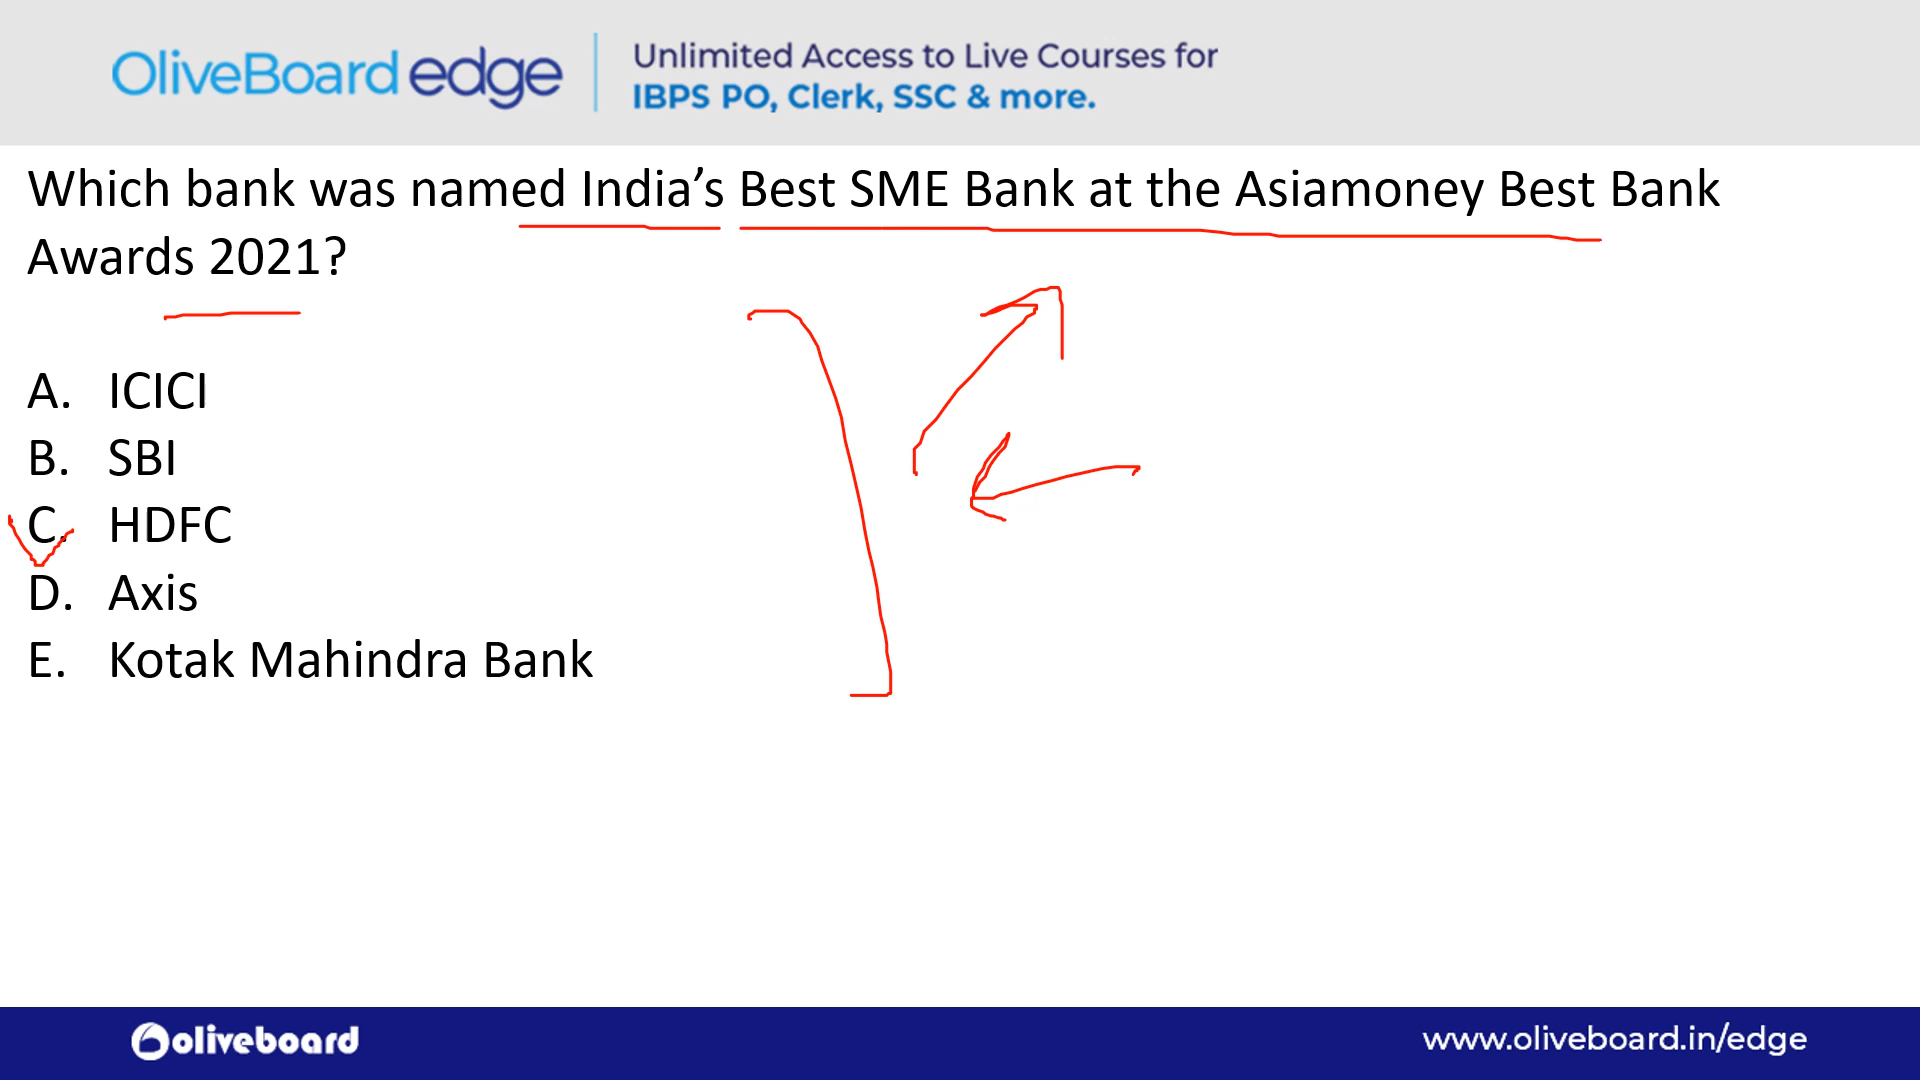 OliveBoard edge
Unlimited Access to Live Courses for
IBPS PO, Clerk, SSC & more.
Which bank was named India’s Best SME Bank at the Asiamoney Best Bank
Awards 2021?
A. ICICI
B. SBI
C. HDFC
D. Axis
E. Kotak Mahindra Bank
oliveboard
www.oliveboard.in/edge